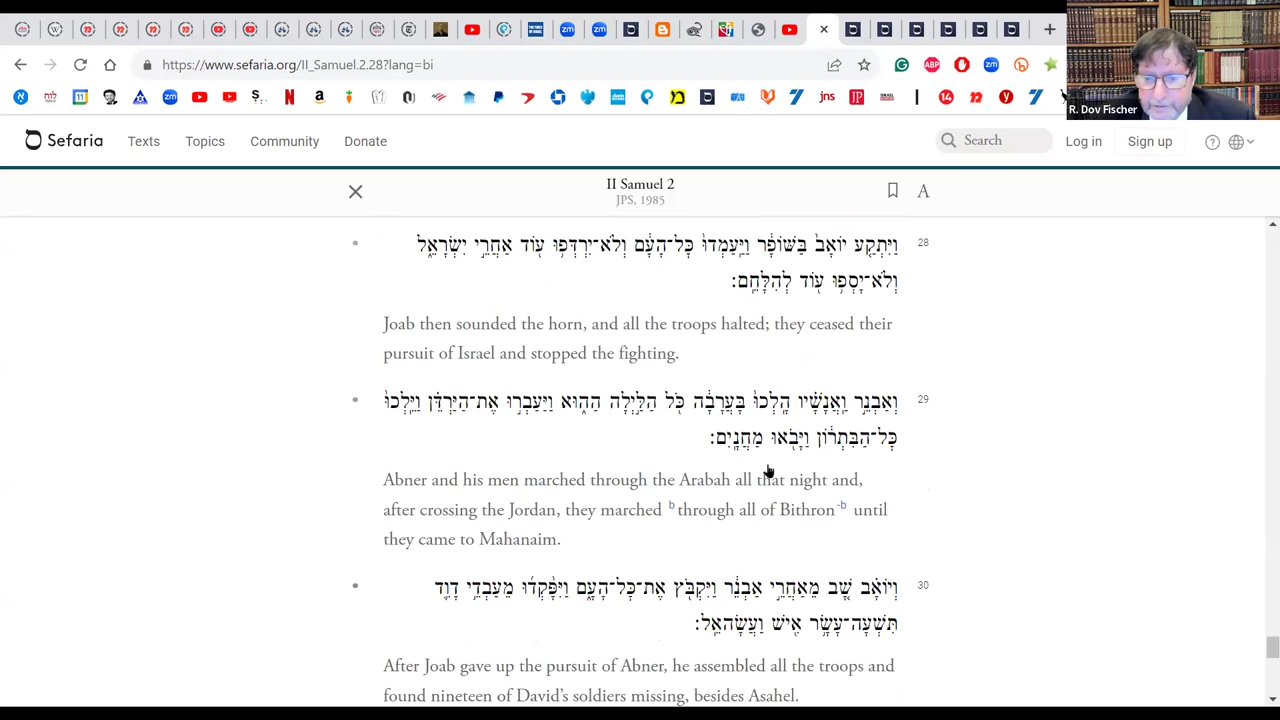 https://www.sefaria.org/II_Samuel.2.28?lang=bi
R. Dov Fischer
Sefaria
Texts
Topics
Community
Donate
Search
Log in
Sign up
II Samuel 2
JPS, 1985
A
28
וַיִּתְקַ֤ע יוֹאָב֙ בַּשּׁוֹפָ֔ר וַיַּֽעַמְדוּ֙ כׇּל־הָעָ֔ם וְלֹא־יִרְדְּפ֥וּ ע֖וֹד אַחֲרֵ֣י יִשְׂרָאֵ֑ל
וְלֹא־יָסְפ֥וּ ע֖וֹד לְהִלָּחֵֽם׃
Joab then sounded the horn, and all the troops halted; they ceased their
pursuit of Israel and stopped the fighting.
29
וְאַבְנֵ֣ר וַאֲנָשָׁ֗יו הָֽלְכוּ֙ בָּעֲרָבָ֔ה כֹּ֖ל הַלַּ֣יְלָה הַה֑וּא וַיַּעַבְר֣וּ אֶת־הַיַּרְדֵּ֗ן וַיֵּֽלְכוּ֙
כׇּל־הַבִּתְר֔וֹן וַיָּבֹ֖אוּ מַחֲנָֽיִם׃
Abner and his men marched through the Arabah all that night and,
after crossing the Jordan, they marched b through all of Bithron -b until
they came to Mahanaim.
30
וְיוֹאָ֗ב שָׁ֚ב מֵאַחֲרֵ֣י אַבְנֵ֔ר וַיִּקְבֹּ֖ץ אֶת־כׇּל־הָעָ֑ם וַיִּפָּ֨קְד֜וּ מֵעַבְדֵ֥י דָוִ֛ד
תִּשְׁעָֽה־עָשָׂ֥ר אִ֖ישׁ וַעֲשָׂהאֵֽל׃
After Joab gave up the pursuit of Abner, he assembled all the troops and
found nineteen of David's soldiers missing, besides Asahel.